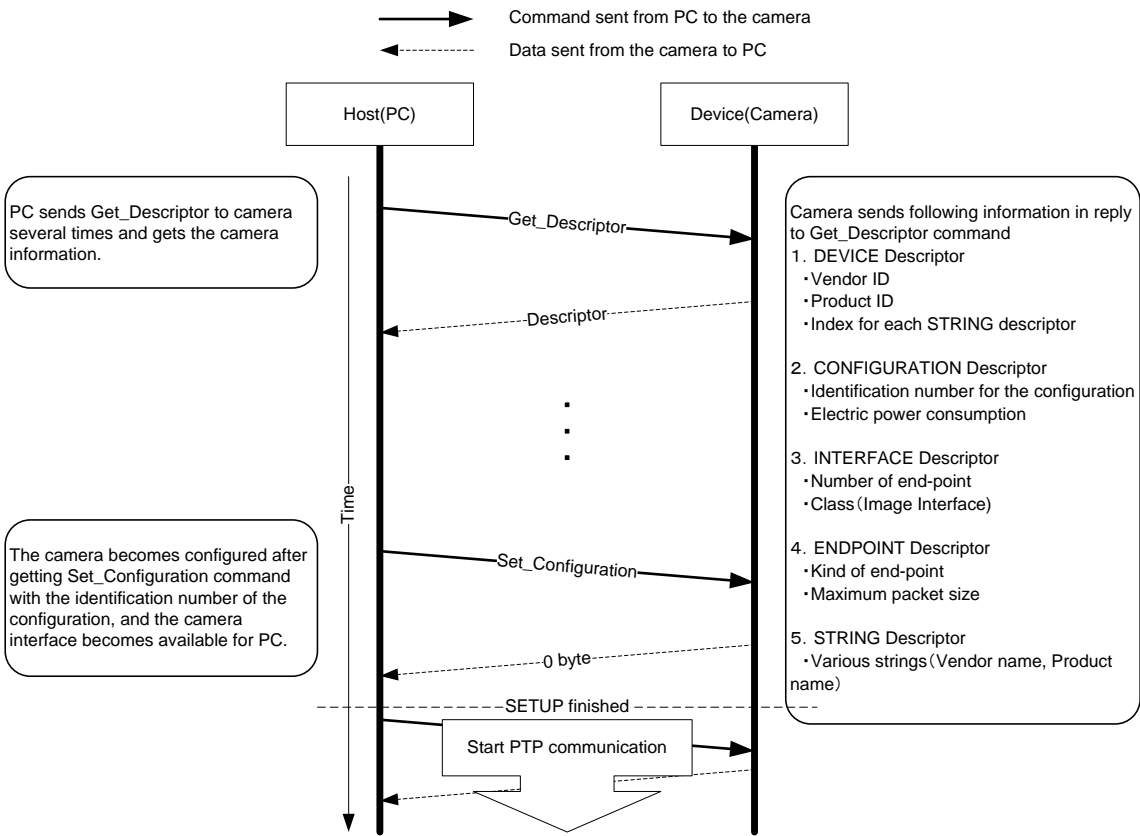 Command sent from PC to the camera
Data sent from the camera to PC
Host(PC)
Device(Camera)
PC sends Get_Descriptor to camera
several times and gets the camera
information.
Get_Descriptor
Descriptor
Time
The camera becomes configured after
getting Set_Configuration command
with the identification number of the
configuration, and the camera
interface becomes available for PC.
Set_Configuration
0 byte
SETUP finished
Start PTP communication
Camera sends following information in reply
to Get_Descriptor command
1. DEVICE Descriptor
・Vendor ID
・Product ID
・Index for each STRING descriptor
2. CONFIGURATION Descriptor
・Identification number for the configuration
・Electric power consumption
3. INTERFACE Descriptor
・Number of end-point
・Class(Image Interface)
4. ENDPOINT Descriptor
・Kind of end-point
・Maximum packet size
5. STRING Descriptor
・Various strings(Vendor name, Product
name)